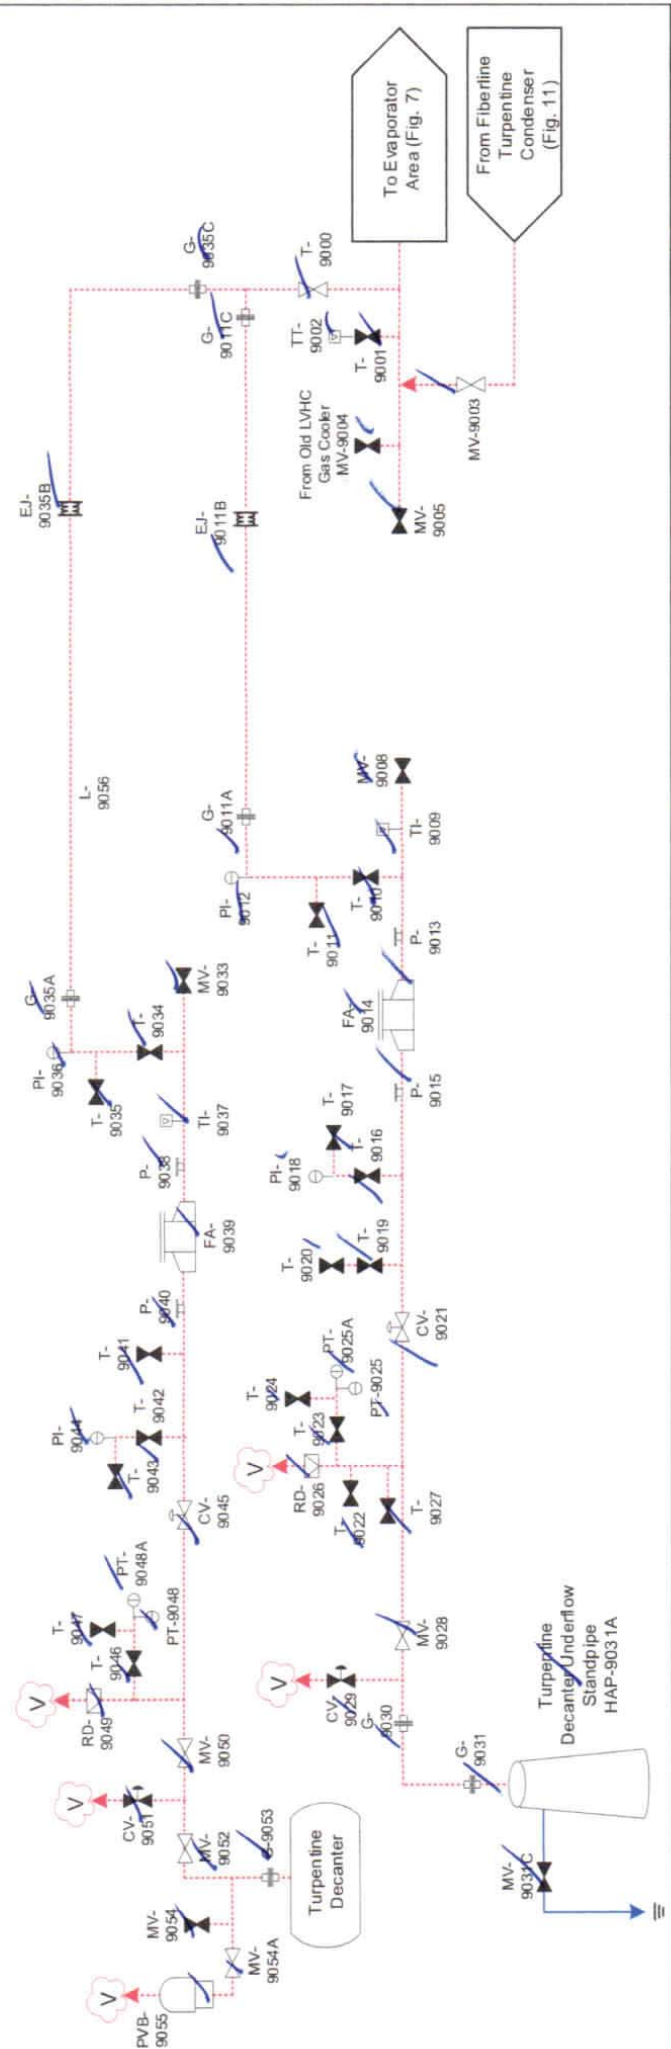 To Evaporator
Area (Fig. 7)
From Fiberline
Turpentine
Condenser
(Fig. 11)
G-
9035C
G-
9011C
T-
9000
TT-
9002
T-
9001
From Old LVHC
Gas Cooler
MV-9004
MV-9003
MV-
9005
EJ-
9035B
EJ-
9011B
L-
9056
G-
9011A
G-
9035A
PI-
9036
T-
9035
T-
9034
MV-
9033
TI-
9037
P-
9038
FA-
9039
P-
9040
T-
9041
T-
9042
T-
9043
PI-
9044
CV-
9045
PT-
9048A
PT-9048
T-
9047
T-
9046
V
RD-
9049
MV-
9050
V
CV-
9051
MV-
9052
G-9053
Turpentine
Decanter
MV-
9054
MV-
9054A
V
PVB-
9055
PI-
9012
T-
9011
T-
9010
MV-
9008
TI-
9009
P-
9013
FA-
9014
P-
9015
T-
9017
T-
9016
PI-
9018
T-
9020
T-
9019
CV-
9021
PT-
9025A
PT-9025
T-
9024
T-
9023
V
RD-
9026
T-
9022
T-
9027
MV-
9028
V
CV-
9029
G-
9030
G-
9031
Turpentine
Decanter Underflow
Standpipe
HAP-9031A
MV-
9031C